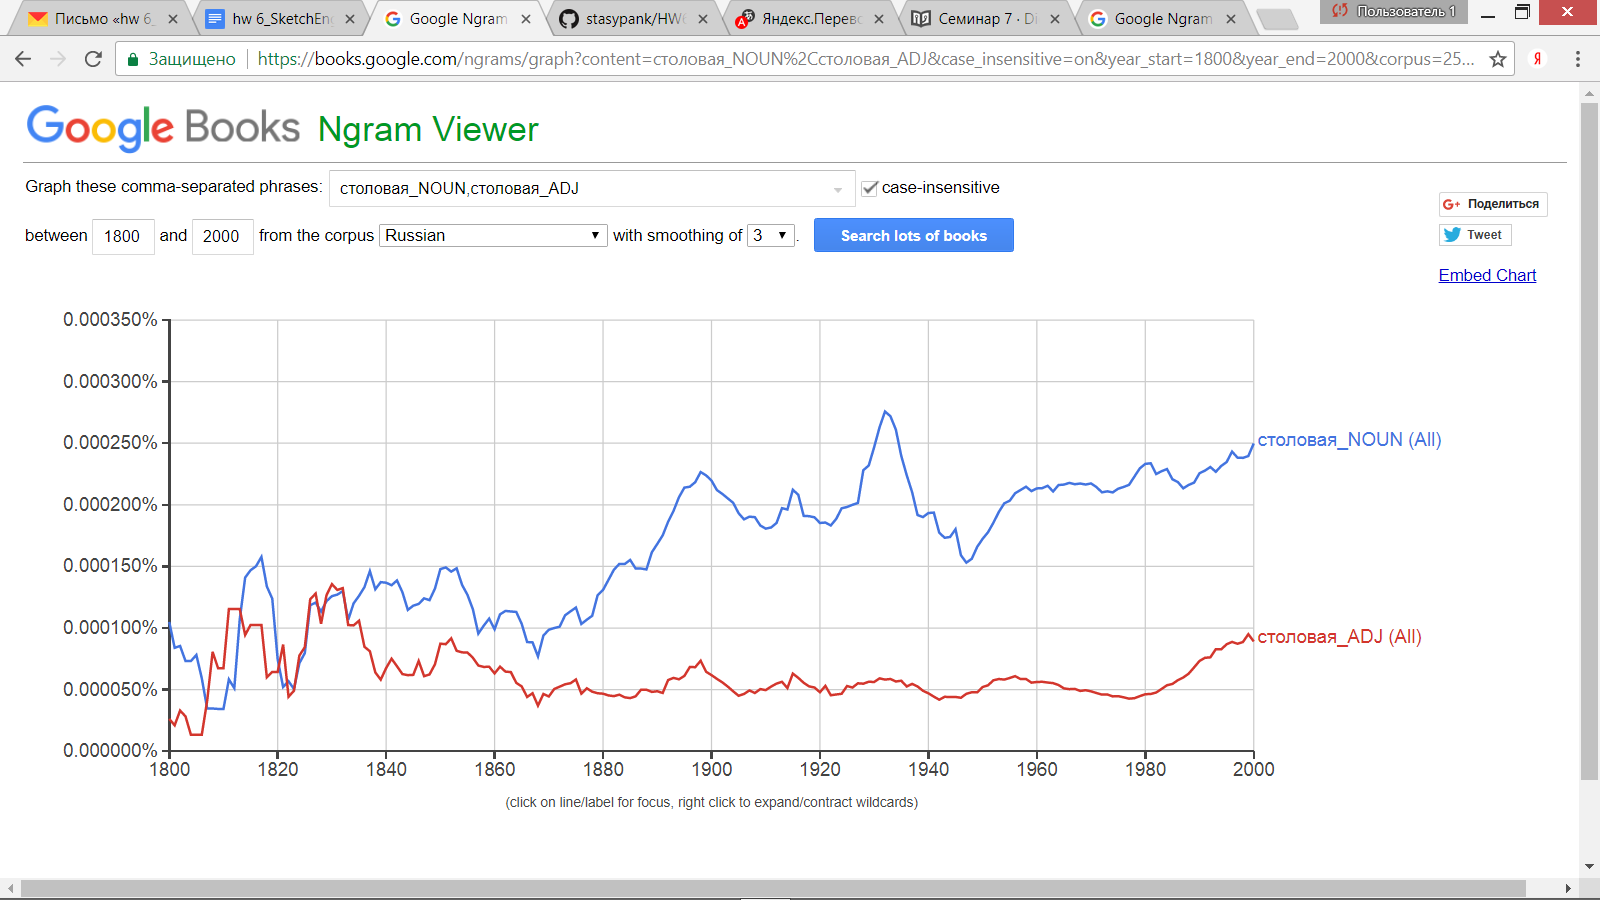 Письмо «hw 6_
hw 6_SketchEn
Google Ngram
stasypank/HW
Яндекс.Перево
Семинар 7 · Di
Google Ngram
Пользователь 1
Защищено
https://books.google.com/ngrams/graph?content=столовая_NOUN%2Cстоловая_ADJ&case_insensitive=on&year_start=1800&year_end=2000&corpus=25...
Google Books Ngram Viewer
Graph these comma-separated phrases: столовая_NOUN,столовая_ADJ case-insensitive
between 1800 and 2000 from the corpus Russian with smoothing of 3 . Search lots of books
G+ Поделиться
Tweet
Embed Chart
0.000350%
0.000300%
0.000250%
0.000200%
0.000150%
0.000100%
0.000050%
0.000000%
столовая_NOUN (All)
столовая_ADJ (All)
1800 1820 1840 1860 1880 1900 1920 1940 1960 1980 2000
(click on line/label for focus, right click to expand/contract wildcards)